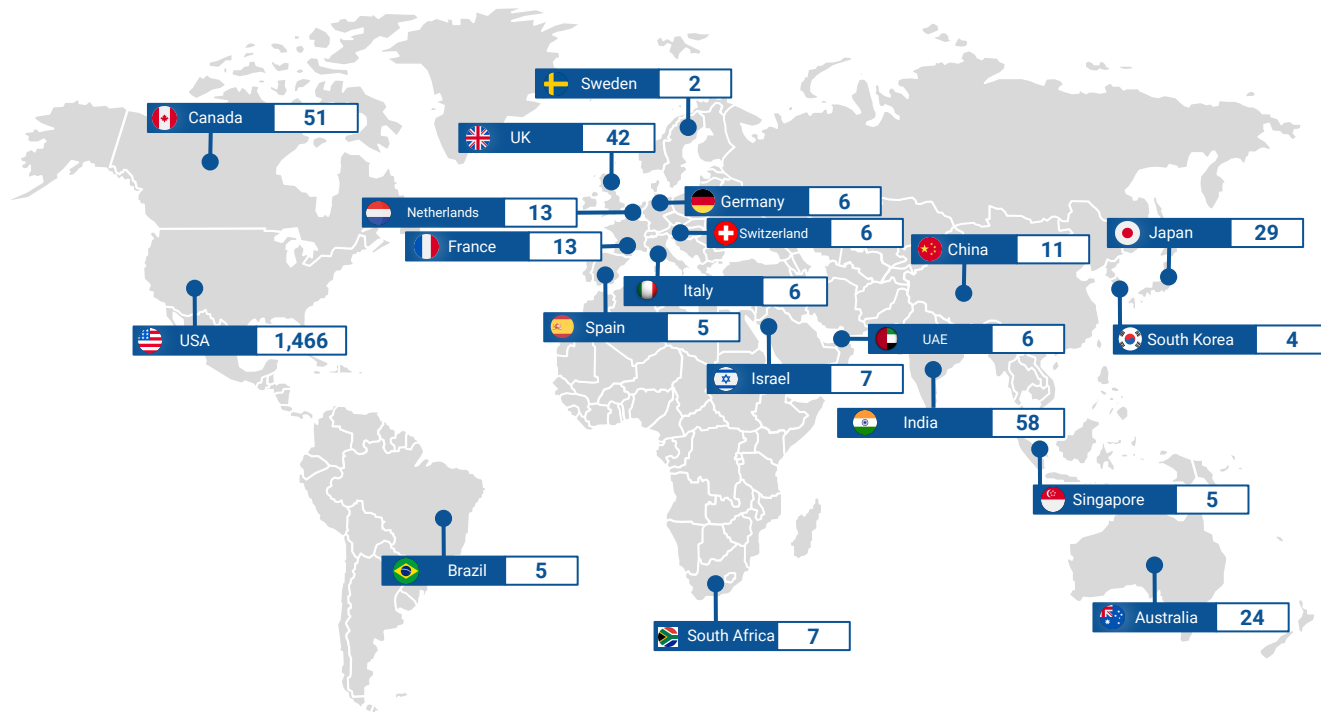 Sweden 2
Canada 51
UK 42
Germany 6
Netherlands 13
Switzerland 6
Japan 29
France 13
China 11
Italy 6
Spain 5
USA 1,466
UAE 6
South Korea 4
Israel 7
India 58
Singapore 5
Brazil 5
Australia 24
South Africa 7